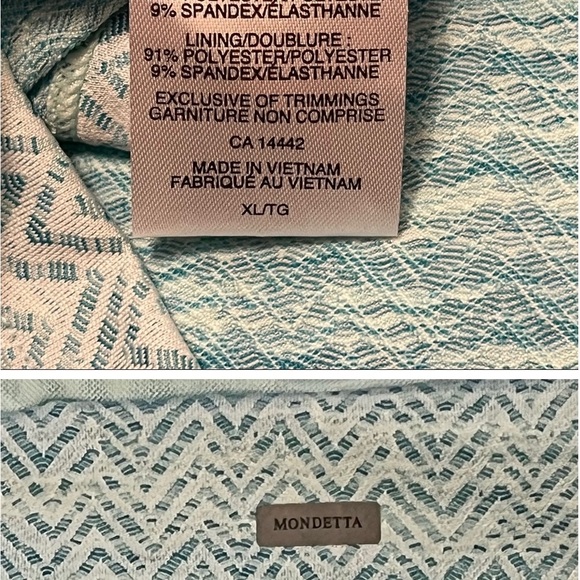 9% SPANDEX/ÉLASTHANNE
LINING/DOUBLURE :
91% POLYESTER/POLYESTER
9% SPANDEX/ÉLASTHANNE
EXCLUSIVE OF TRIMMINGS
GARNITURE NON COMPRISE
CA 14442
MADE IN VIETNAM
FABRIQUÉ AU VIETNAM
XL/TG
MONDETTA